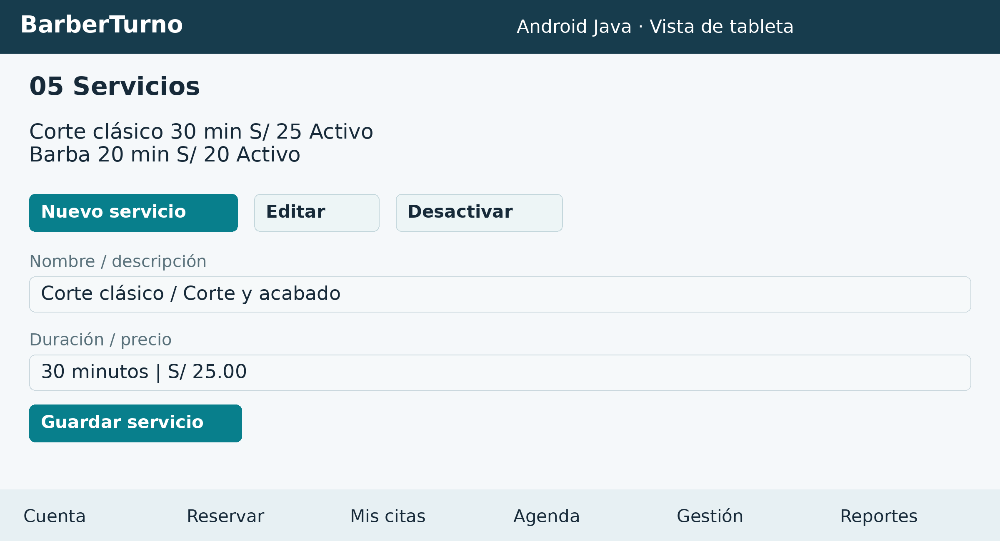 BarberTurno
Android Java · Vista de tableta
05 Servicios
Corte clásico 30 min S/ 25 Activo
Barba 20 min S/ 20 Activo
Nuevo servicio
Editar
Desactivar
Nombre / descripción
Corte clásico / Corte y acabado
Duración / precio
30 minutos | S/ 25.00
Guardar servicio
Cuenta
Reservar
Mis citas
Agenda
Gestión
Reportes